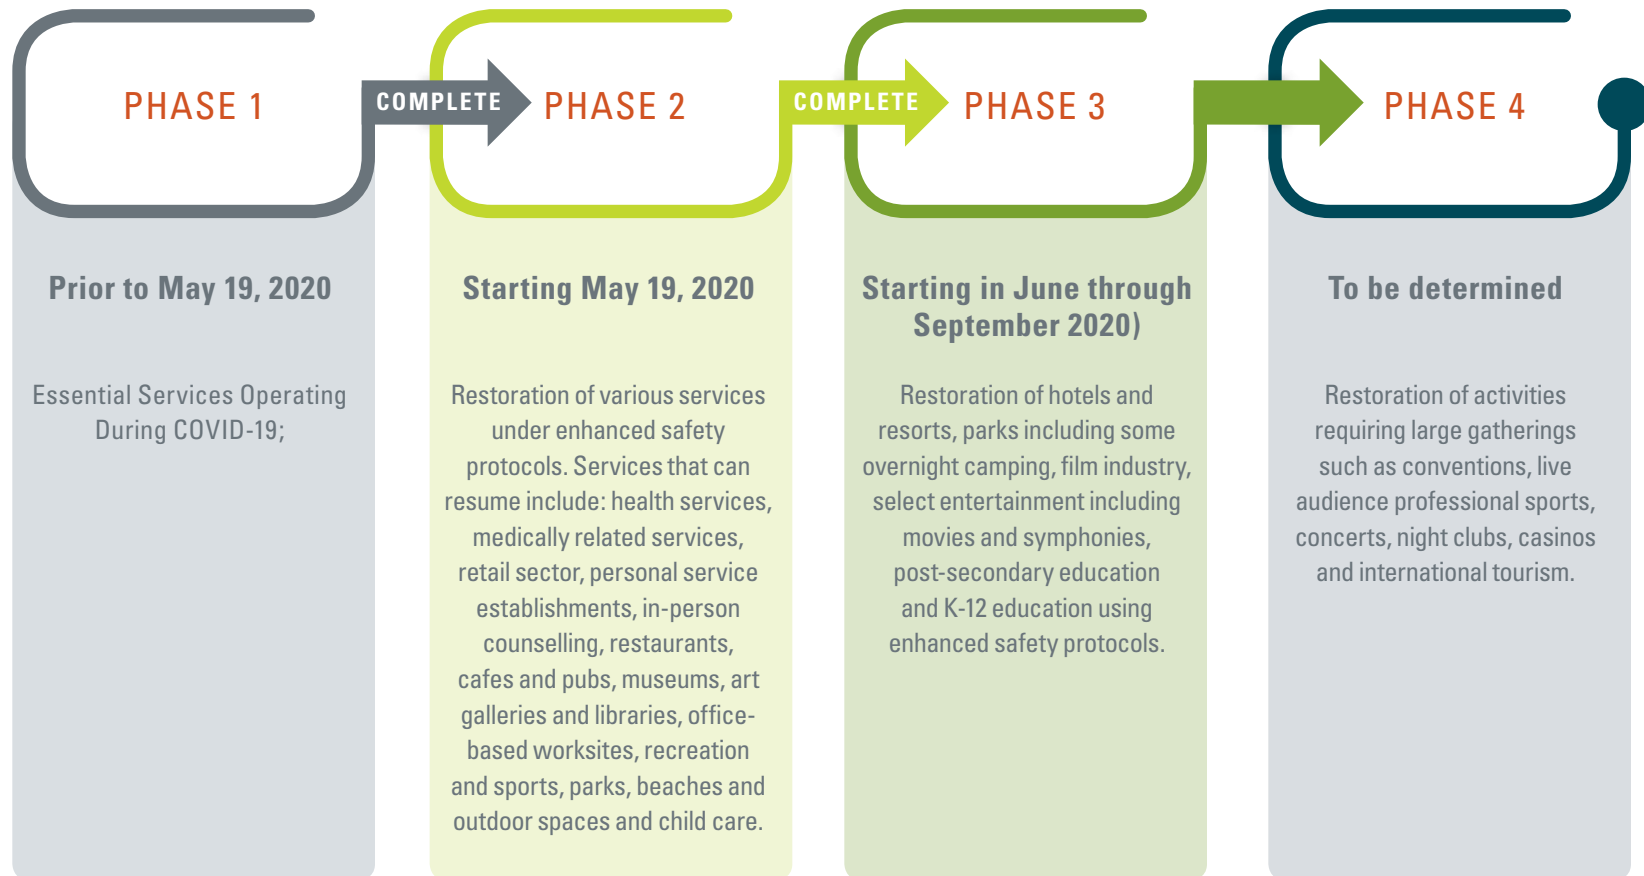 PHASE 1
COMPLETE
PHASE 2
COMPLETE
PHASE 3
PHASE 4
Prior to May 19, 2020
Essential Services Operating
During COVID-19;
Starting May 19, 2020
Restoration of various services
under enhanced safety
protocols. Services that can
resume include: health services,
medically related services,
retail sector, personal service
establishments, in-person
counselling, restaurants,
cafes and pubs, museums, art
galleries and libraries, office-
based worksites, recreation
and sports, parks, beaches and
outdoor spaces and child care.
Starting in June through
September 2020)
Restoration of hotels and
resorts, parks including some
overnight camping, film industry,
select entertainment including
movies and symphonies,
post-secondary education
and K-12 education using
enhanced safety protocols.
To be determined
Restoration of activities
requiring large gatherings
such as conventions, live
audience professional sports,
concerts, night clubs, casinos
and international tourism.